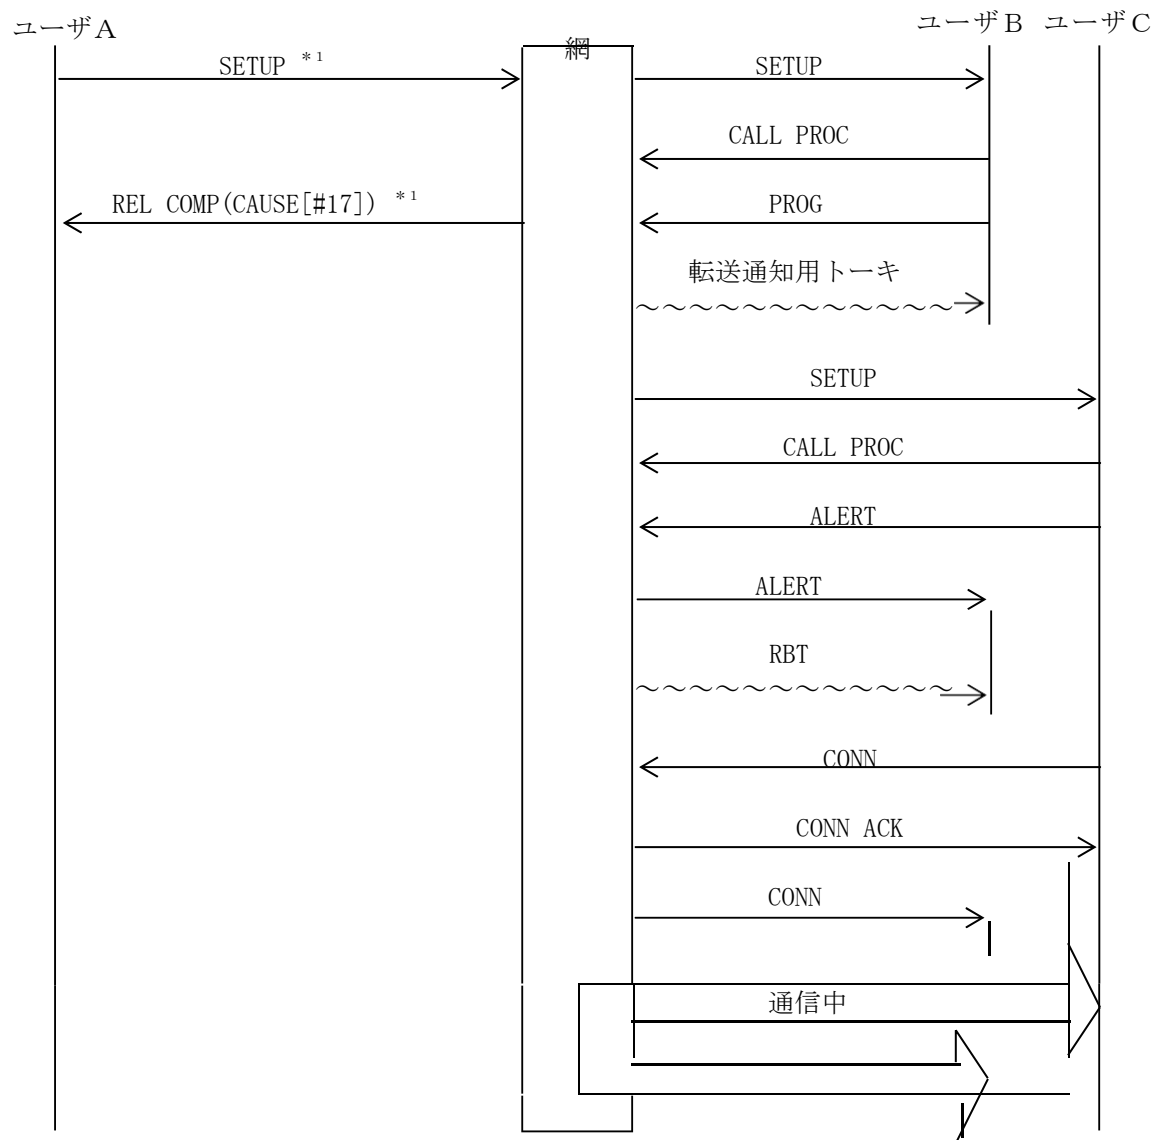 ユーザA
ユーザB ユーザC
網
SETUP *1
SETUP
CALL PROC
REL COMP(CAUSE[#17]) *1
PROG
転送通知用トーキ
SETUP
CALL PROC
ALERT
ALERT
RBT
CONN
CONN ACK
CONN
通信中